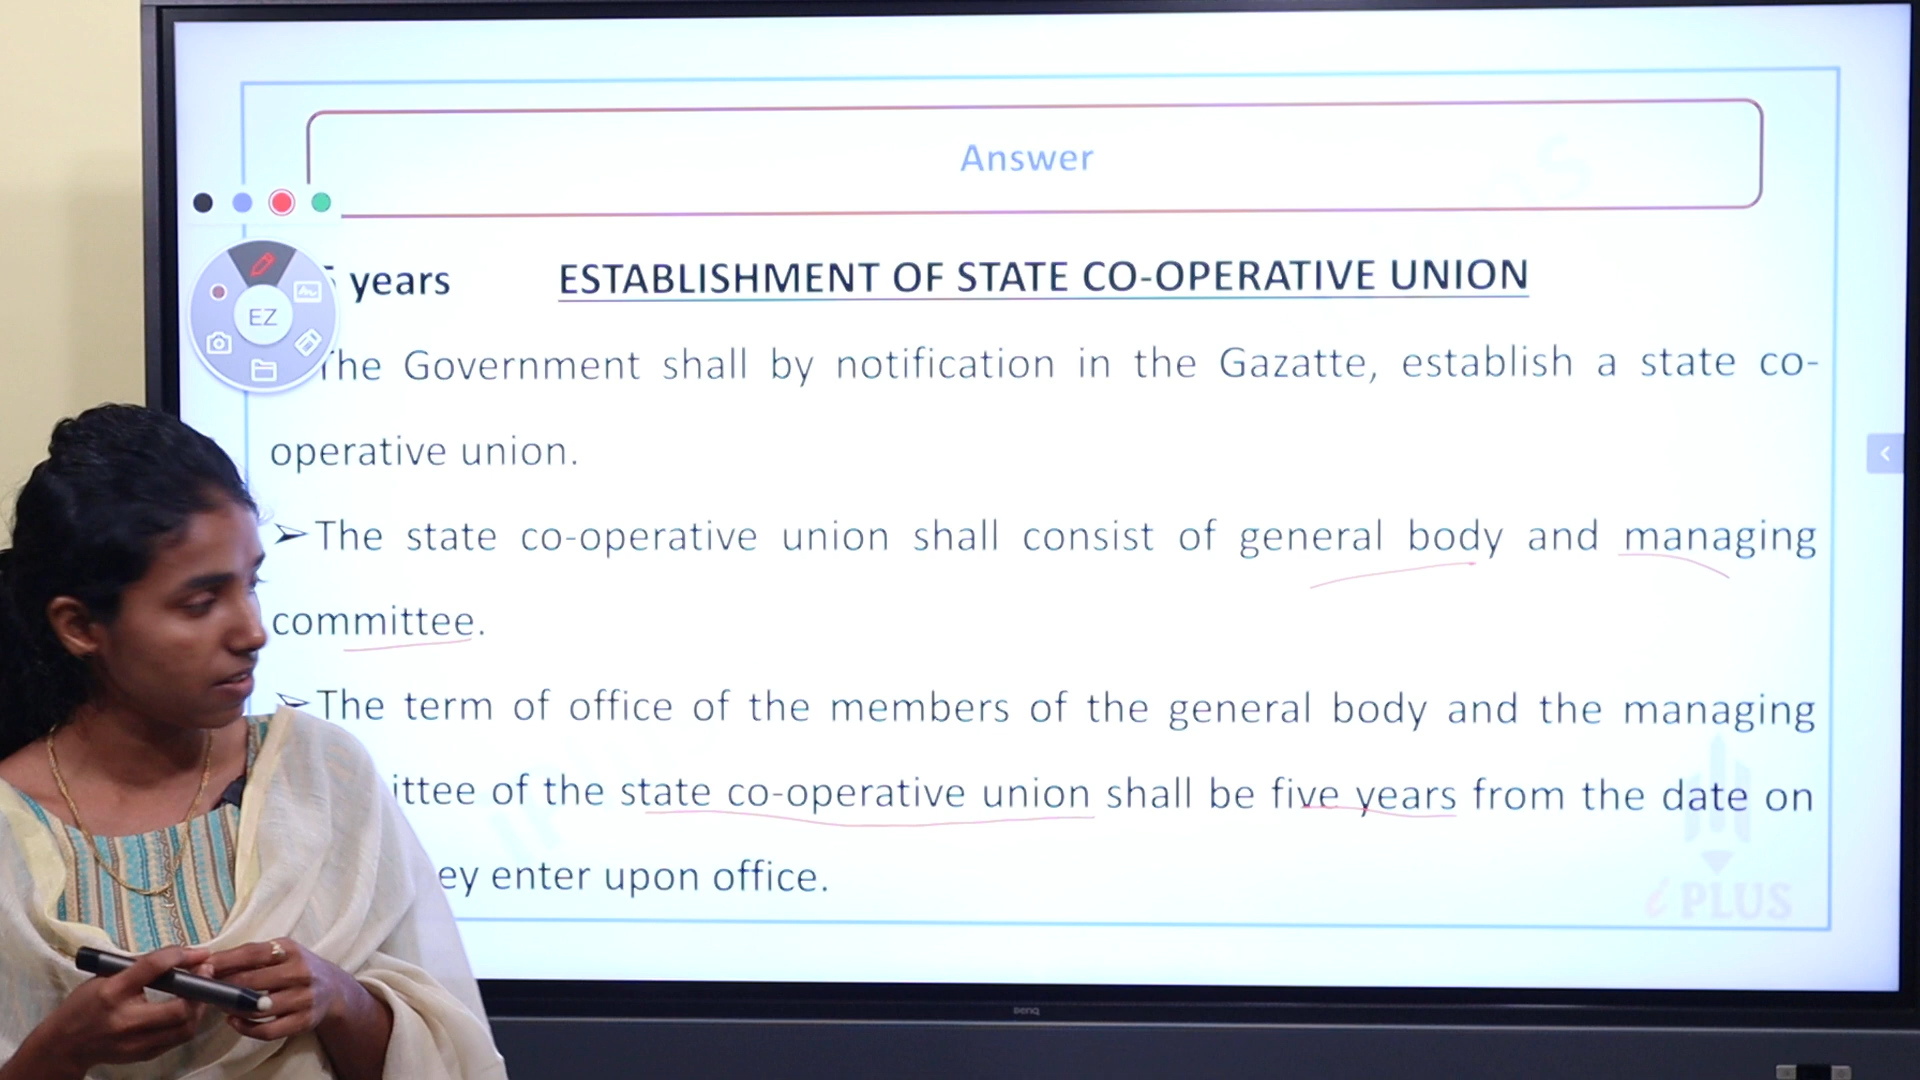 Answer
years ESTABLISHMENT OF STATE CO-OPERATIVE UNION
EZ
The Government shall by notification in the Gazatte, establish a state co-
operative union.
➢The state co-operative union shall consist of general body and managing
committee.
➢The term of office of the members of the general body and the managing
ittee of the state co-operative union shall be five years from the date on
ey enter upon office.
i PLUS
BenQ